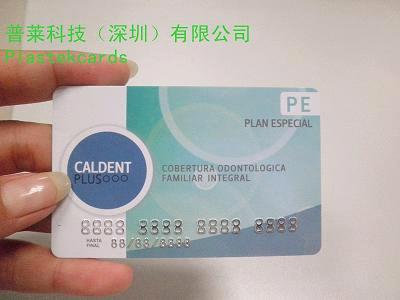 普莱科技（深圳）有限公司
Plastekcards
PE
PLAN ESPECIAL
CALDENT
PLUS○○○
COBERTURA ODONTOLOGICA
FAMILIAR INTEGRAL
8888 8888 8888 8888
HASTA
FINAL 88/88/8888